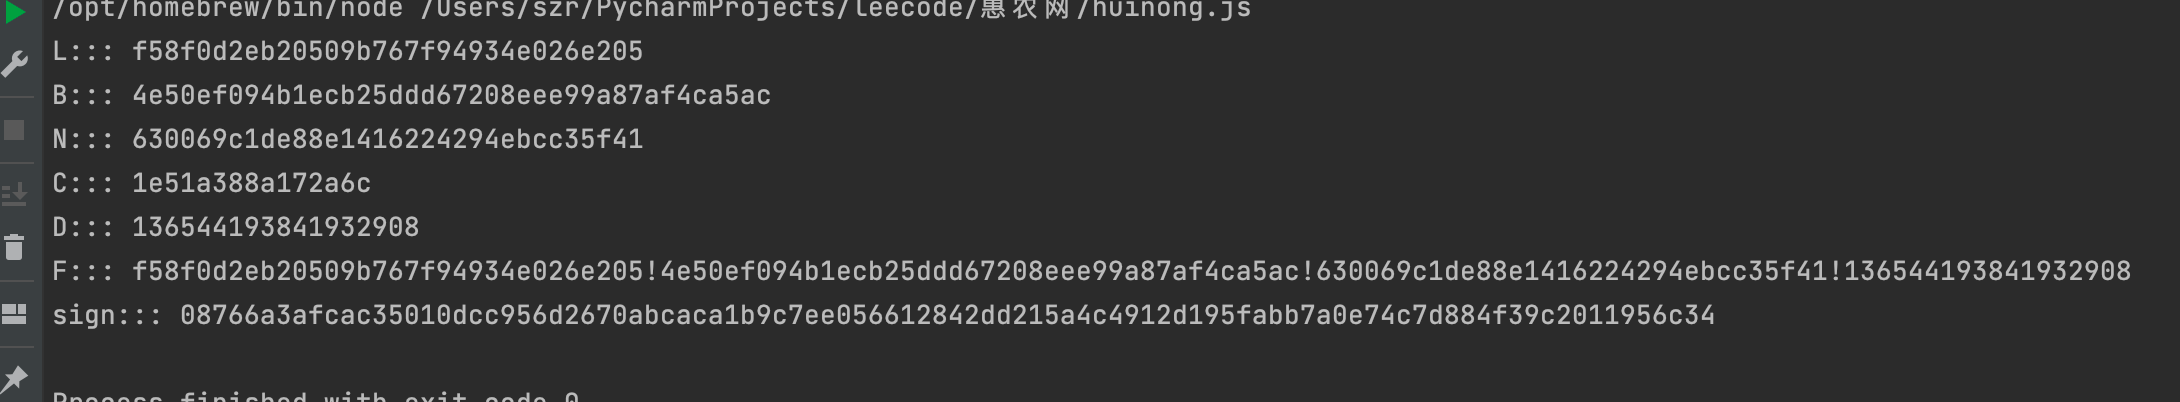 /opt/homebrew/bin/node /Users/szr/PycharmProjects/leecode/惠农网/huinong.js
L::: f58f0d2eb20509b767f94934e026e205
B::: 4e50ef094b1ecb25ddd67208eee99a87af4ca5ac
N::: 630069c1de88e1416224294ebcc35f41
C::: 1e51a388a172a6c
D::: 136544193841932908
F::: f58f0d2eb20509b767f94934e026e205!4e50ef094b1ecb25ddd67208eee99a87af4ca5ac!630069c1de88e1416224294ebcc35f41!136544193841932908
sign::: 08766a3afcac35010dcc956d2670abcaca1b9c7ee056612842dd215a4c4912d195fabb7a0e74c7d884f39c2011956c34
Process finished with exit code 0